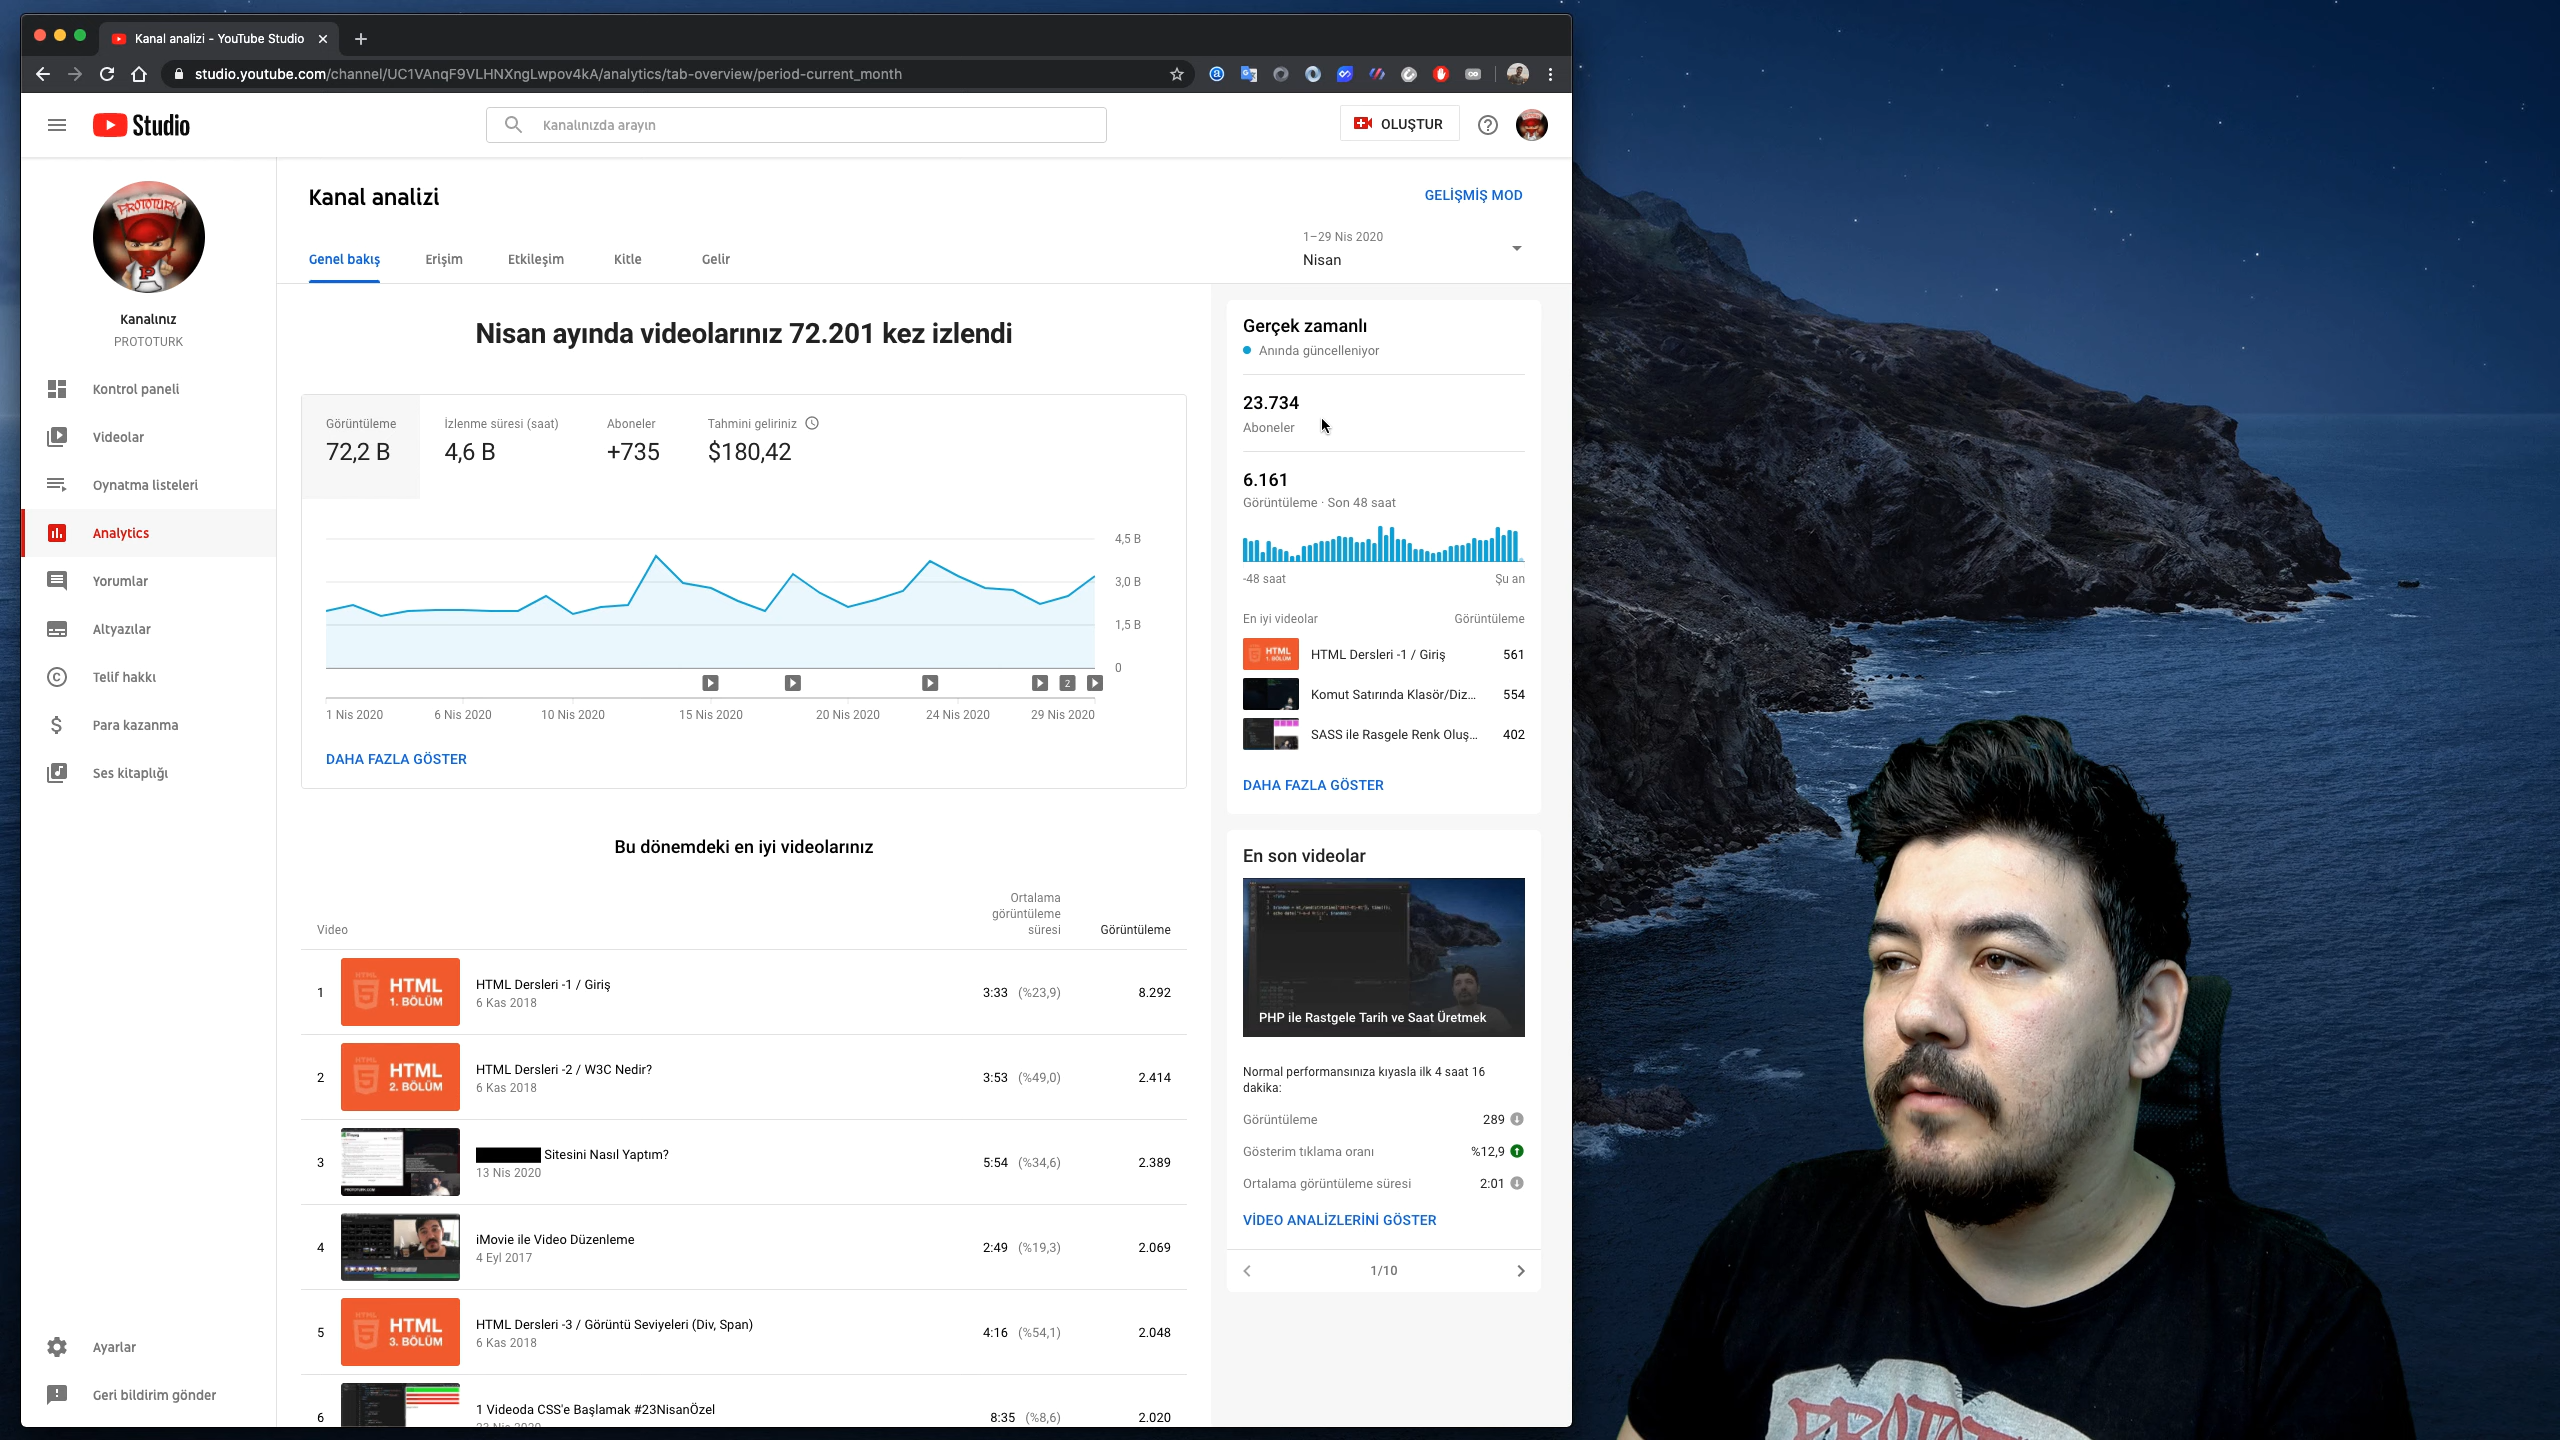 Kanal analizi - YouTube Studio
studio.youtube.com/channel/UC1VAnqF9VLHNXngLwpov4kA/analytics/tab-overview/period-current_month
Studio
Kanalınızda arayın
OLUŞTUR
PROTOTURK
P
Kanalınız
PROTOTURK
Kontrol paneli
Videolar
Oynatma listeleri
Analytics
Yorumlar
Altyazılar
Telif hakkı
Para kazanma
Ses kitaplığı
Ayarlar
Geri bildirim gönder
Kanal analizi
GELİŞMİŞ MOD
Genel bakış
Erişim
Etkileşim
Kitle
Gelir
1–29 Nis 2020
Nisan
Nisan ayında videolarınız 72.201 kez izlendi
Görüntüleme
72,2 B
İzlenme süresi (saat)
4,6 B
Aboneler
+735
Tahmini geliriniz
$180,42
4,5 B
3,0 B
1,5 B
0
2
1 Nis 2020
6 Nis 2020
10 Nis 2020
15 Nis 2020
20 Nis 2020
24 Nis 2020
29 Nis 2020
DAHA FAZLA GÖSTER
Bu dönemdeki en iyi videolarınız
Video
Ortalama
görüntüleme
süresi
Görüntüleme
1
HTML
5
HTML
1. BÖLÜM
HTML Dersleri -1 / Giriş
6 Kas 2018
3:33 (%23,9)
8.292
2
HTML
5
HTML
2. BÖLÜM
HTML Dersleri -2 / W3C Nedir?
6 Kas 2018
3:53 (%49,0)
2.414
3
Sitesini Nasıl Yaptım?
13 Nis 2020
5:54 (%34,6)
2.389
4
iMovie ile Video Düzenleme
4 Eyl 2017
2:49 (%19,3)
2.069
5
HTML
5
HTML
3. BÖLÜM
HTML Dersleri -3 / Görüntü Seviyeleri (Div, Span)
6 Kas 2018
4:16 (%54,1)
2.048
6
1 Videoda CSS'e Başlamak #23NisanÖzel
23 Nis 2020
8:35 (%8,6)
2.020
Gerçek zamanlı
Anında güncelleniyor
23.734
Aboneler
6.161
Görüntüleme · Son 48 saat
-48 saat
Şu an
En iyi videolar
Görüntüleme
HTML
1. BÖLÜM
HTML Dersleri -1 / Giriş
561
Komut Satırında Klasör/Diz...
554
SASS ile Rasgele Renk Oluş...
402
DAHA FAZLA GÖSTER
En son videolar
PHP ile Rastgele Tarih ve Saat Üretmek
Normal performansınıza kıyasla ilk 4 saat 16
dakika:
Görüntüleme
289
Gösterim tıklama oranı
%12,9
Ortalama görüntüleme süresi
2:01
VİDEO ANALİZLERİNİ GÖSTER
1/10